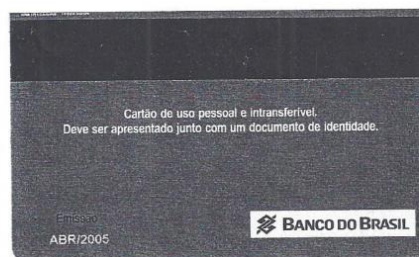 Cartão de uso pessoal e intransferível.
Deve ser apresentado junto com um documento de identidade.
Emissão
ABR/2005
BANCO DO BRASIL